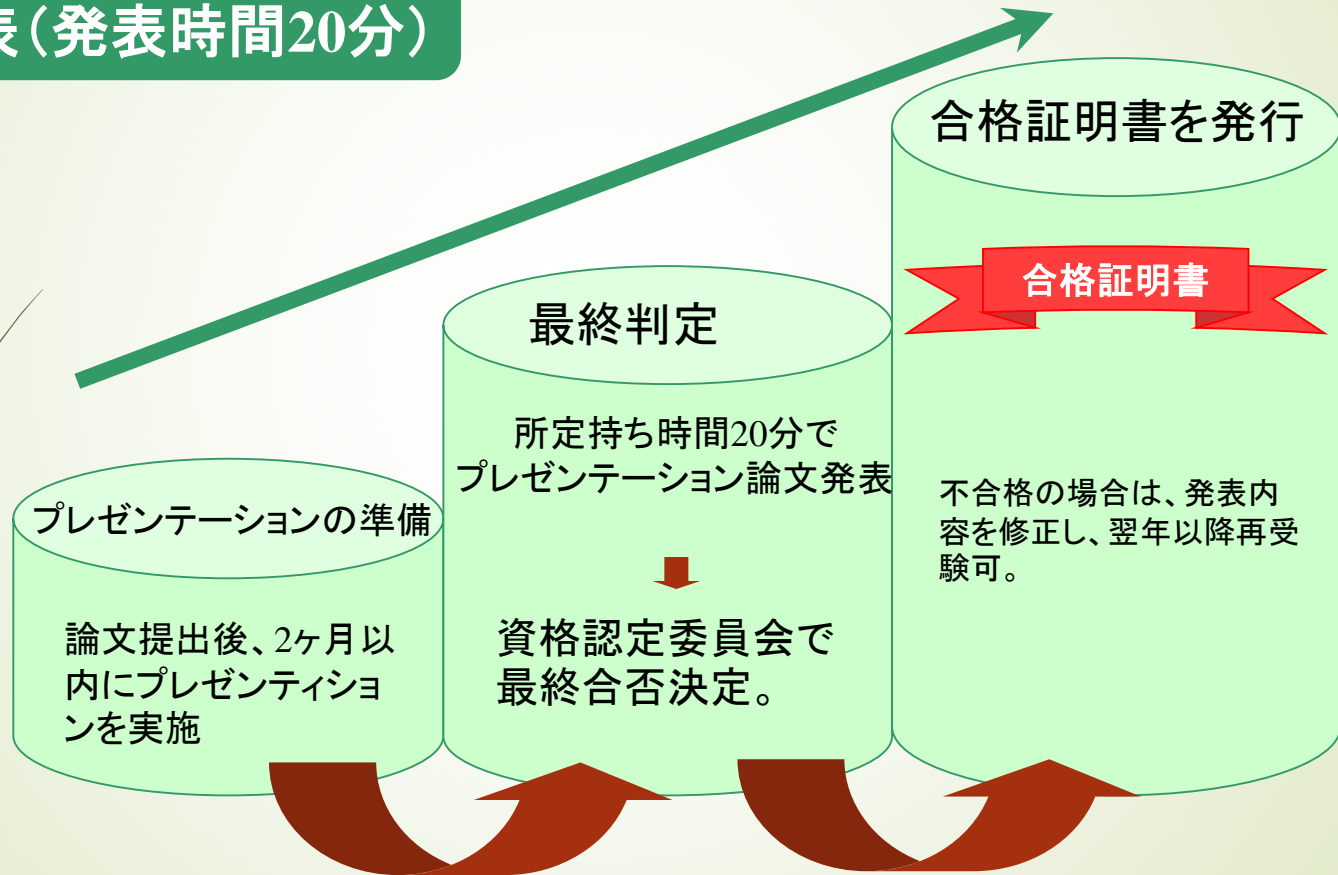 表（発表時間20分）
合格証明書を発行
合格証明書
不合格の場合は、発表内
容を修正し、翌年以降再受
験可。
最終判定
所定持ち時間20分で
プレゼンテーション論文発表
資格認定委員会で
最終合否決定。
プレゼンテーションの準備
論文提出後、2ヶ月以
内にプレゼンティショ
ンを実施